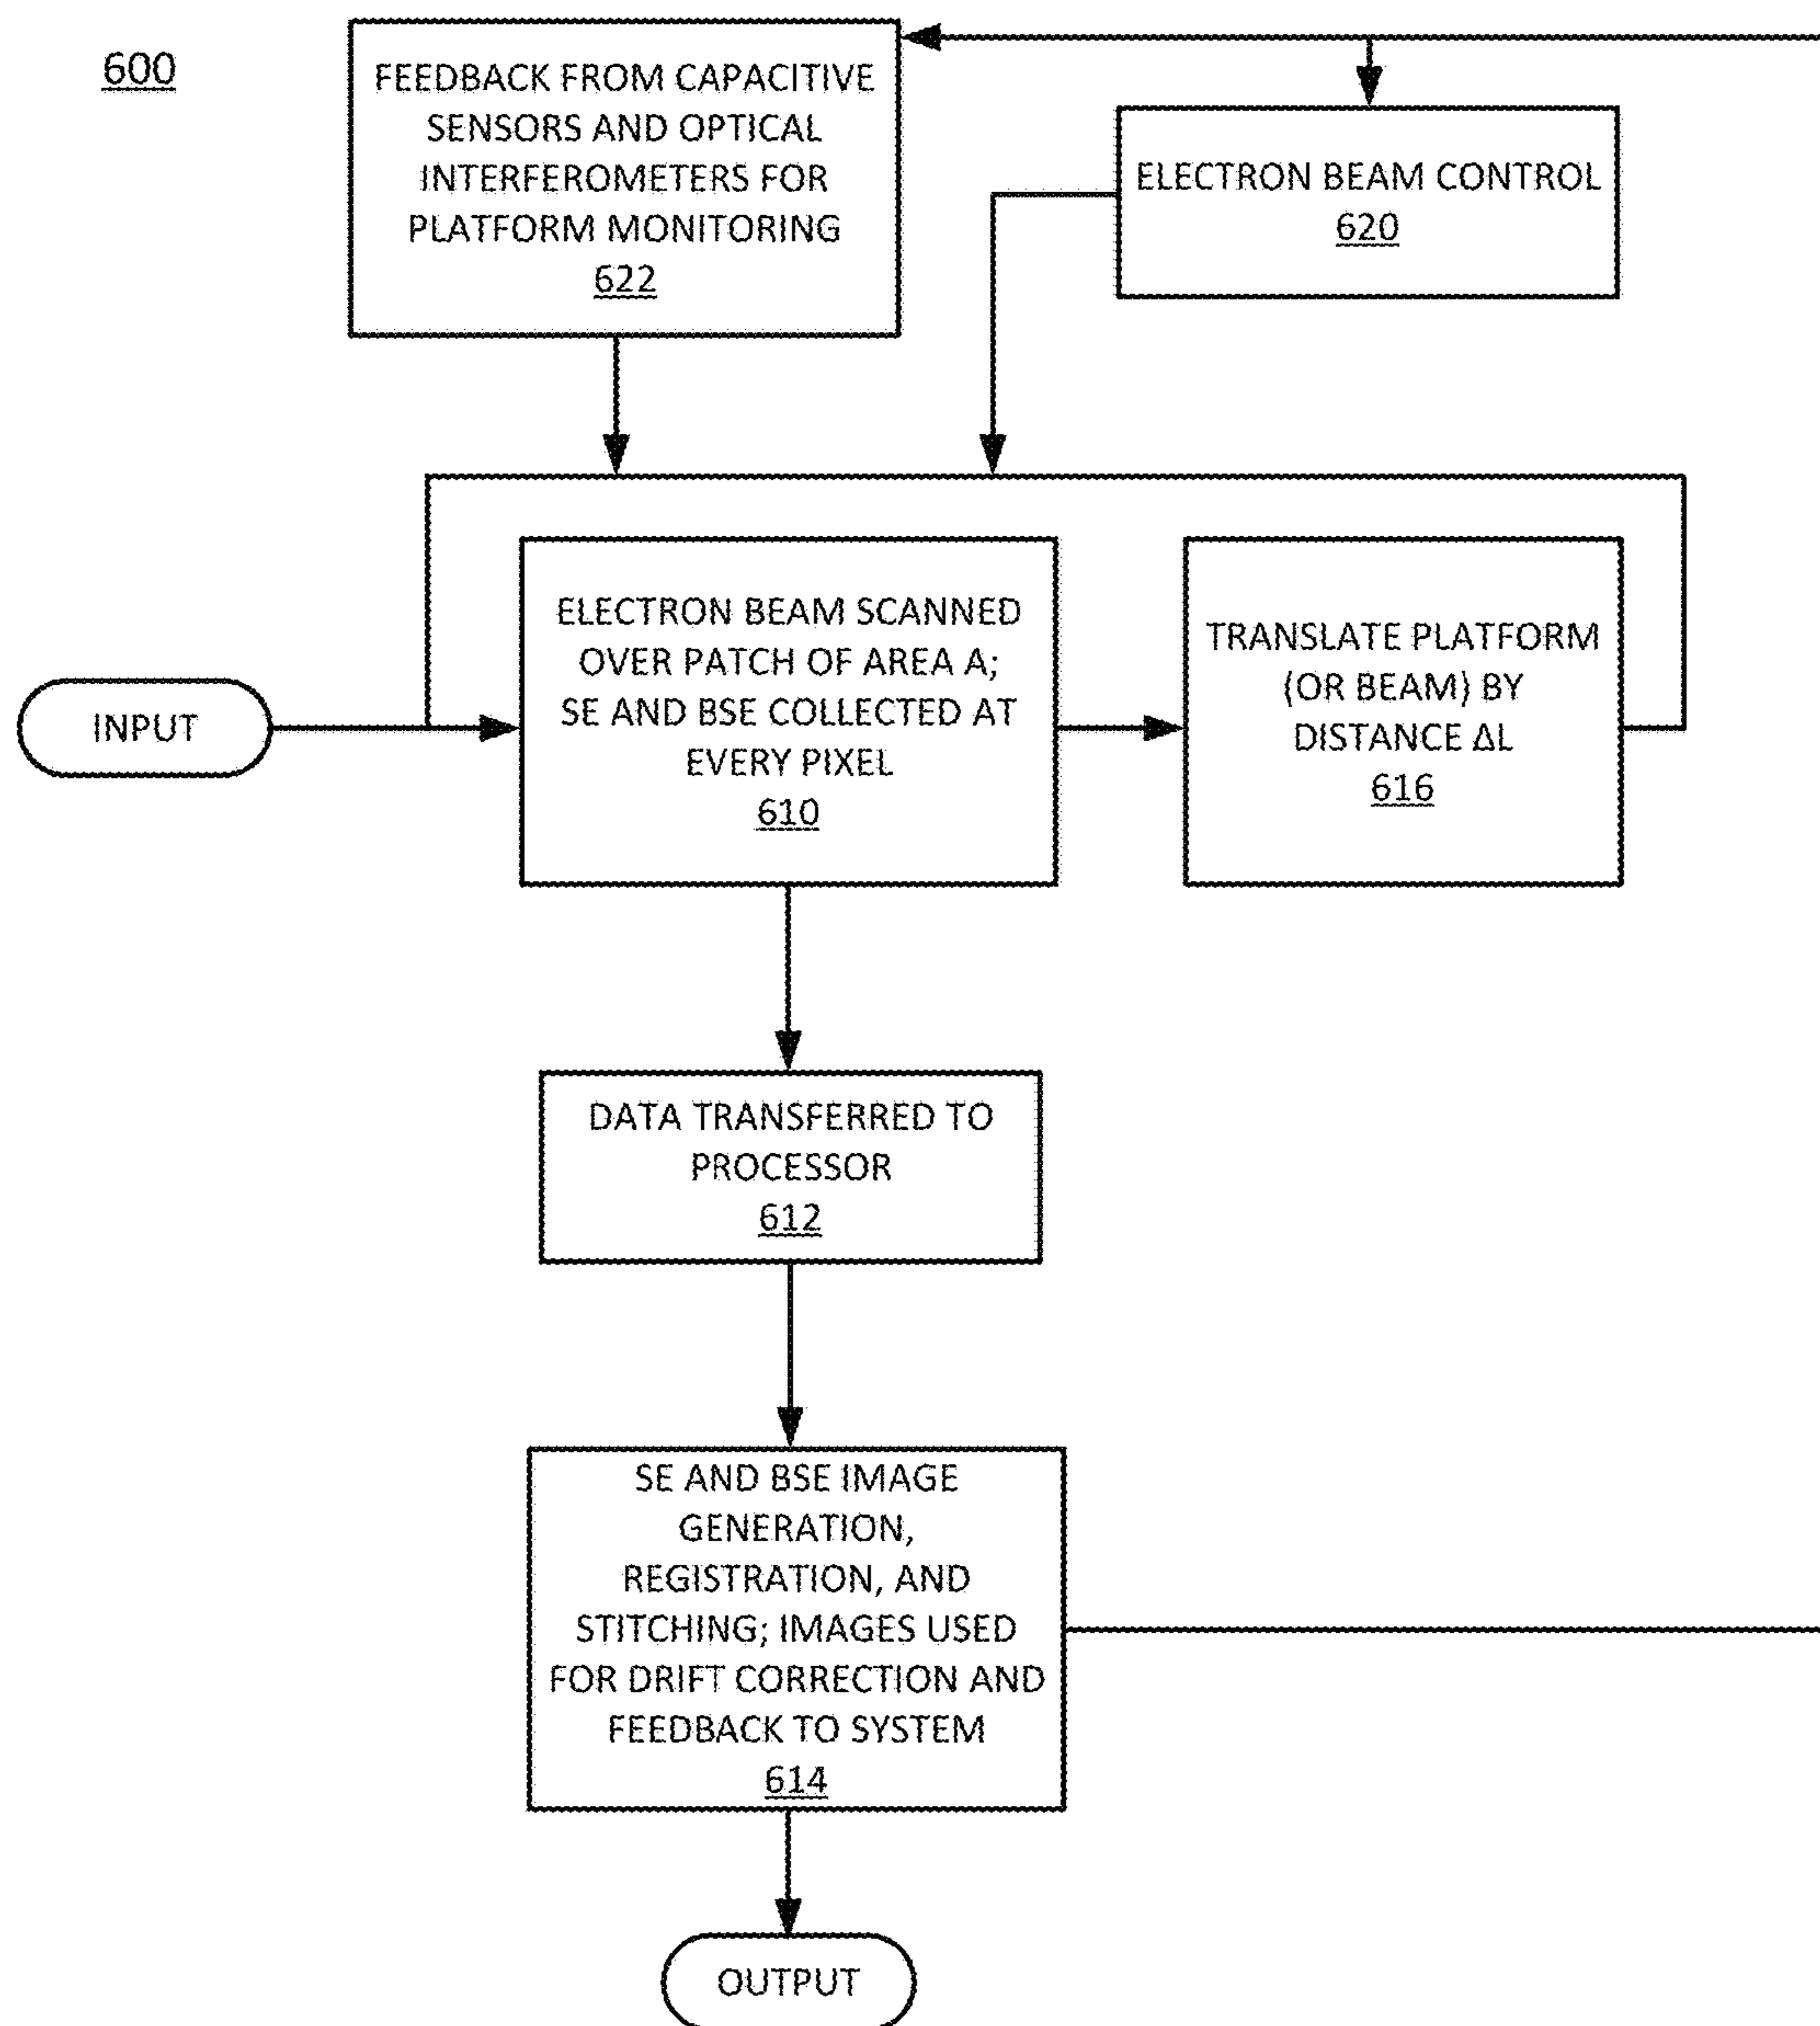 600
FEEDBACK FROM CAPACITIVE
SENSORS AND OPTICAL
INTERFEROMETERS FOR
PLATFORM MONITORING
622
ELECTRON BEAM CONTROL
620
INPUT
ELECTRON BEAM SCANNED
OVER PATCH OF AREA A;
SE AND BSE COLLECTED AT
EVERY PIXEL
610
TRANSLATE PLATFORM
(OR BEAM) BY
DISTANCE ΔL
616
DATA TRANSFERRED TO
PROCESSOR
612
SE AND BSE IMAGE
GENERATION,
REGISTRATION, AND
STITCHING; IMAGES USED
FOR DRIFT CORRECTION AND
FEEDBACK TO SYSTEM
614
OUTPUT